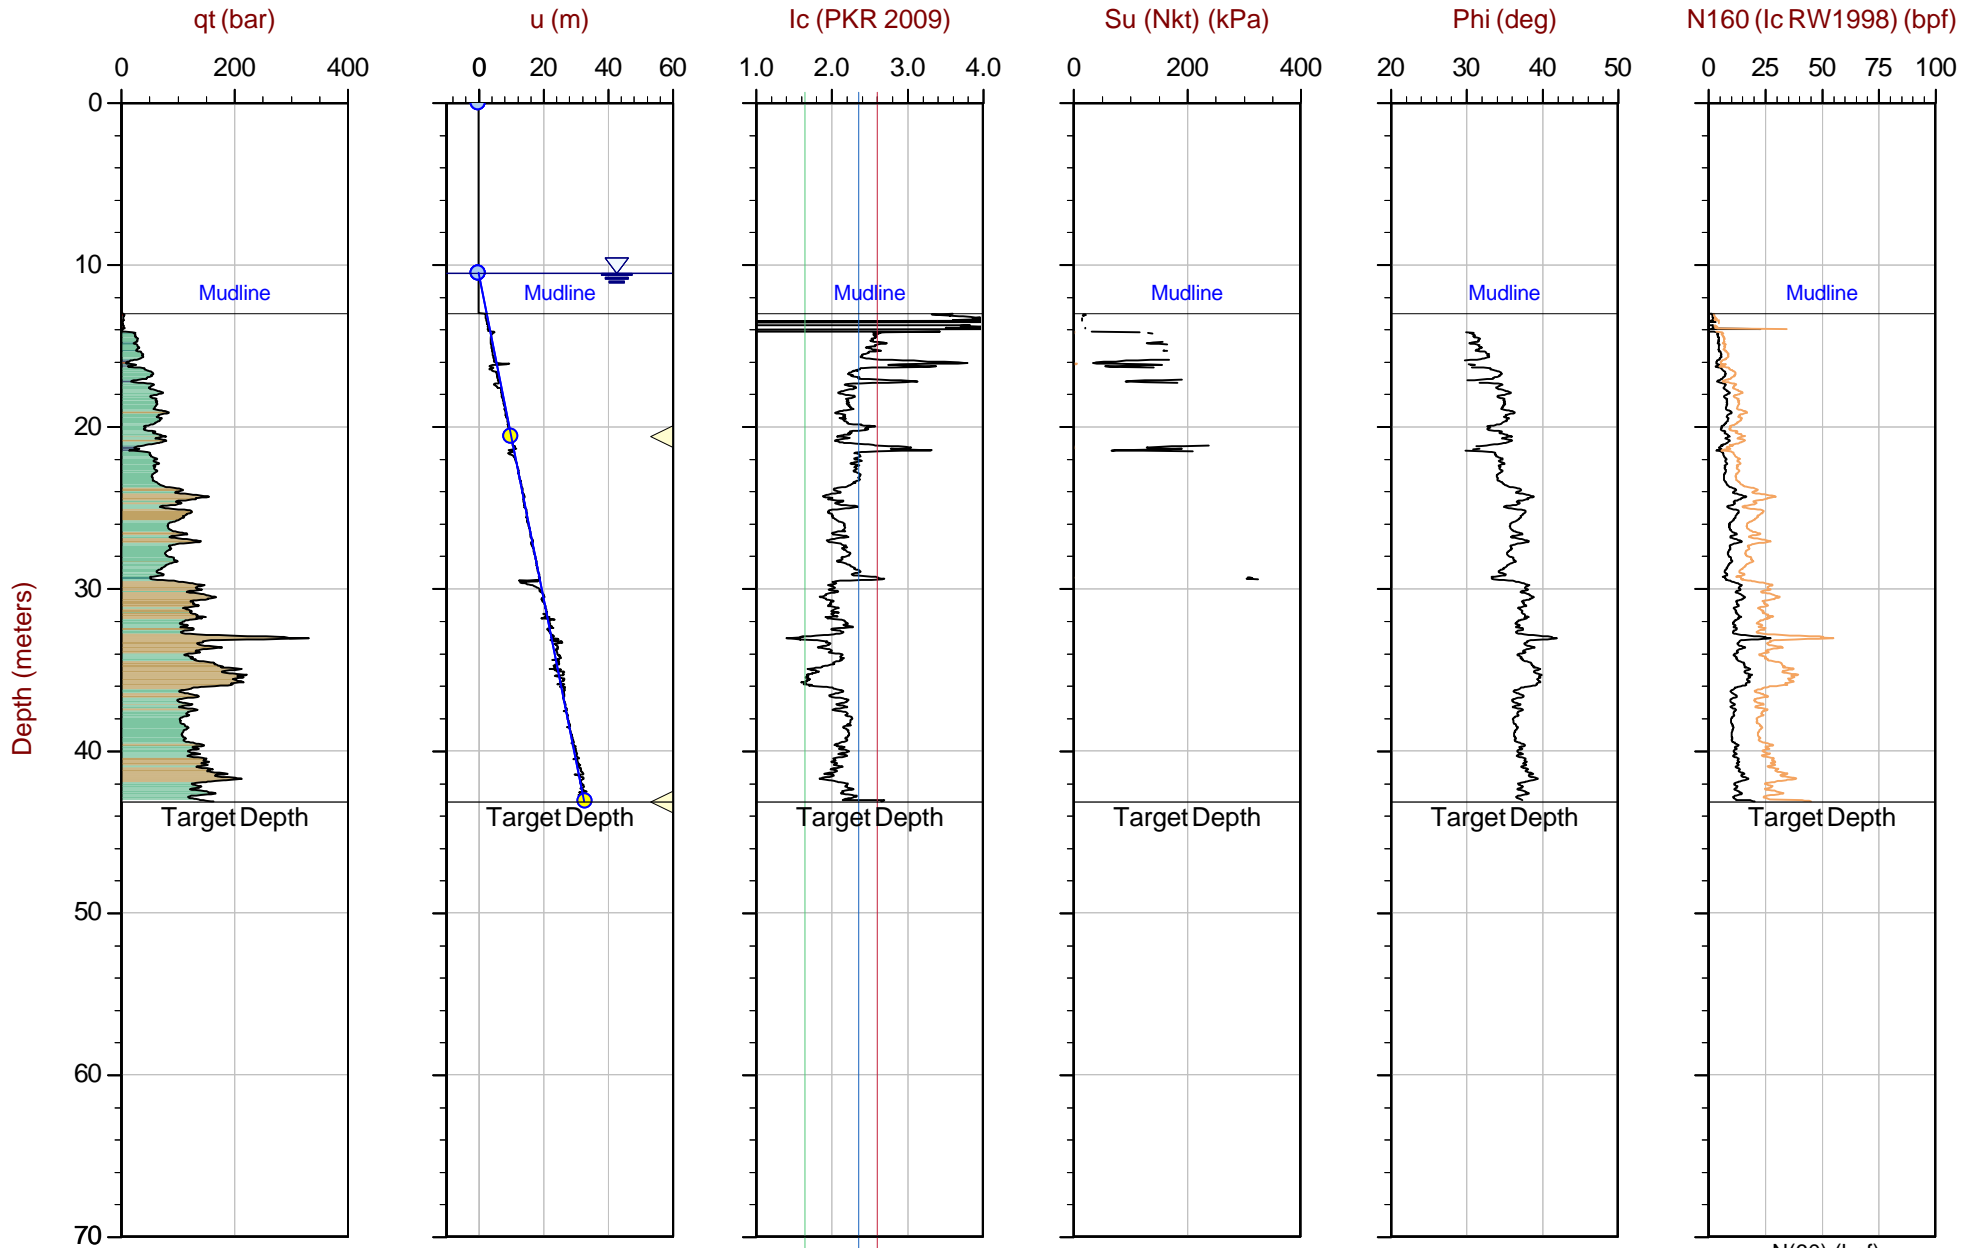 qt (bar) u (m) Ic (PKR 2009) Su (Nkt) (kPa) Phi (deg) N160 (Ic RW1998) (bpf)
0 200 400 0 20 40 60 1.0 2.0 3.0 4.0 0 200 400 20 30 40 50 0 25 50 75 100
0
10
Mudline Mudline Mudline Mudline Mudline Mudline
20
30
Depth (meters)
40
Target Depth Target Depth Target Depth Target Depth Target Depth Target Depth
50
60
70